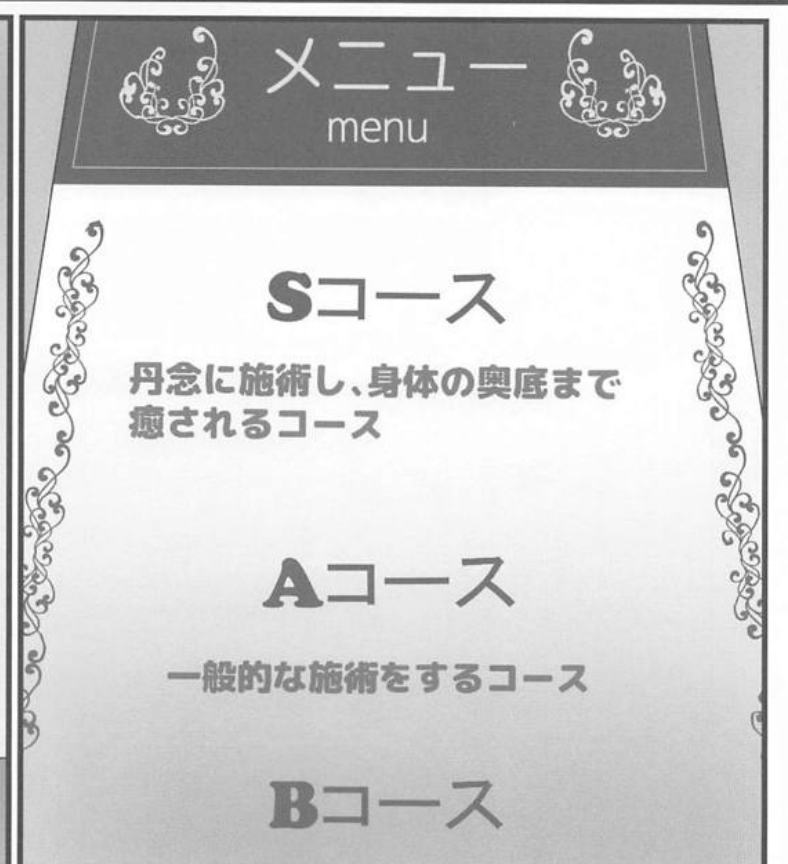 メニュー
menu
Sコース
丹念に施術し、身体の奥底まで
癒されるコース
Aコース
一般的な施術をするコース
Bコース